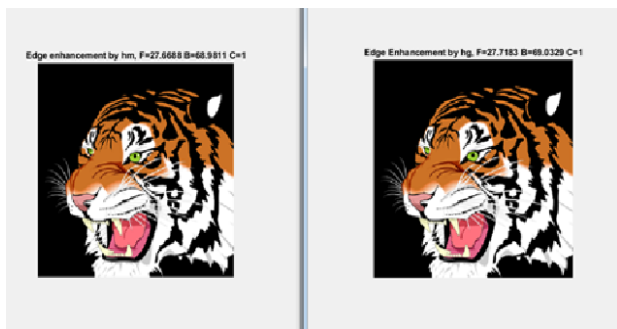 Edge enhancement by hm, F=27.6688 B=68.9811 C=1
Edge Enhancement by hg, F=27.7183 B=69.0329 C=1